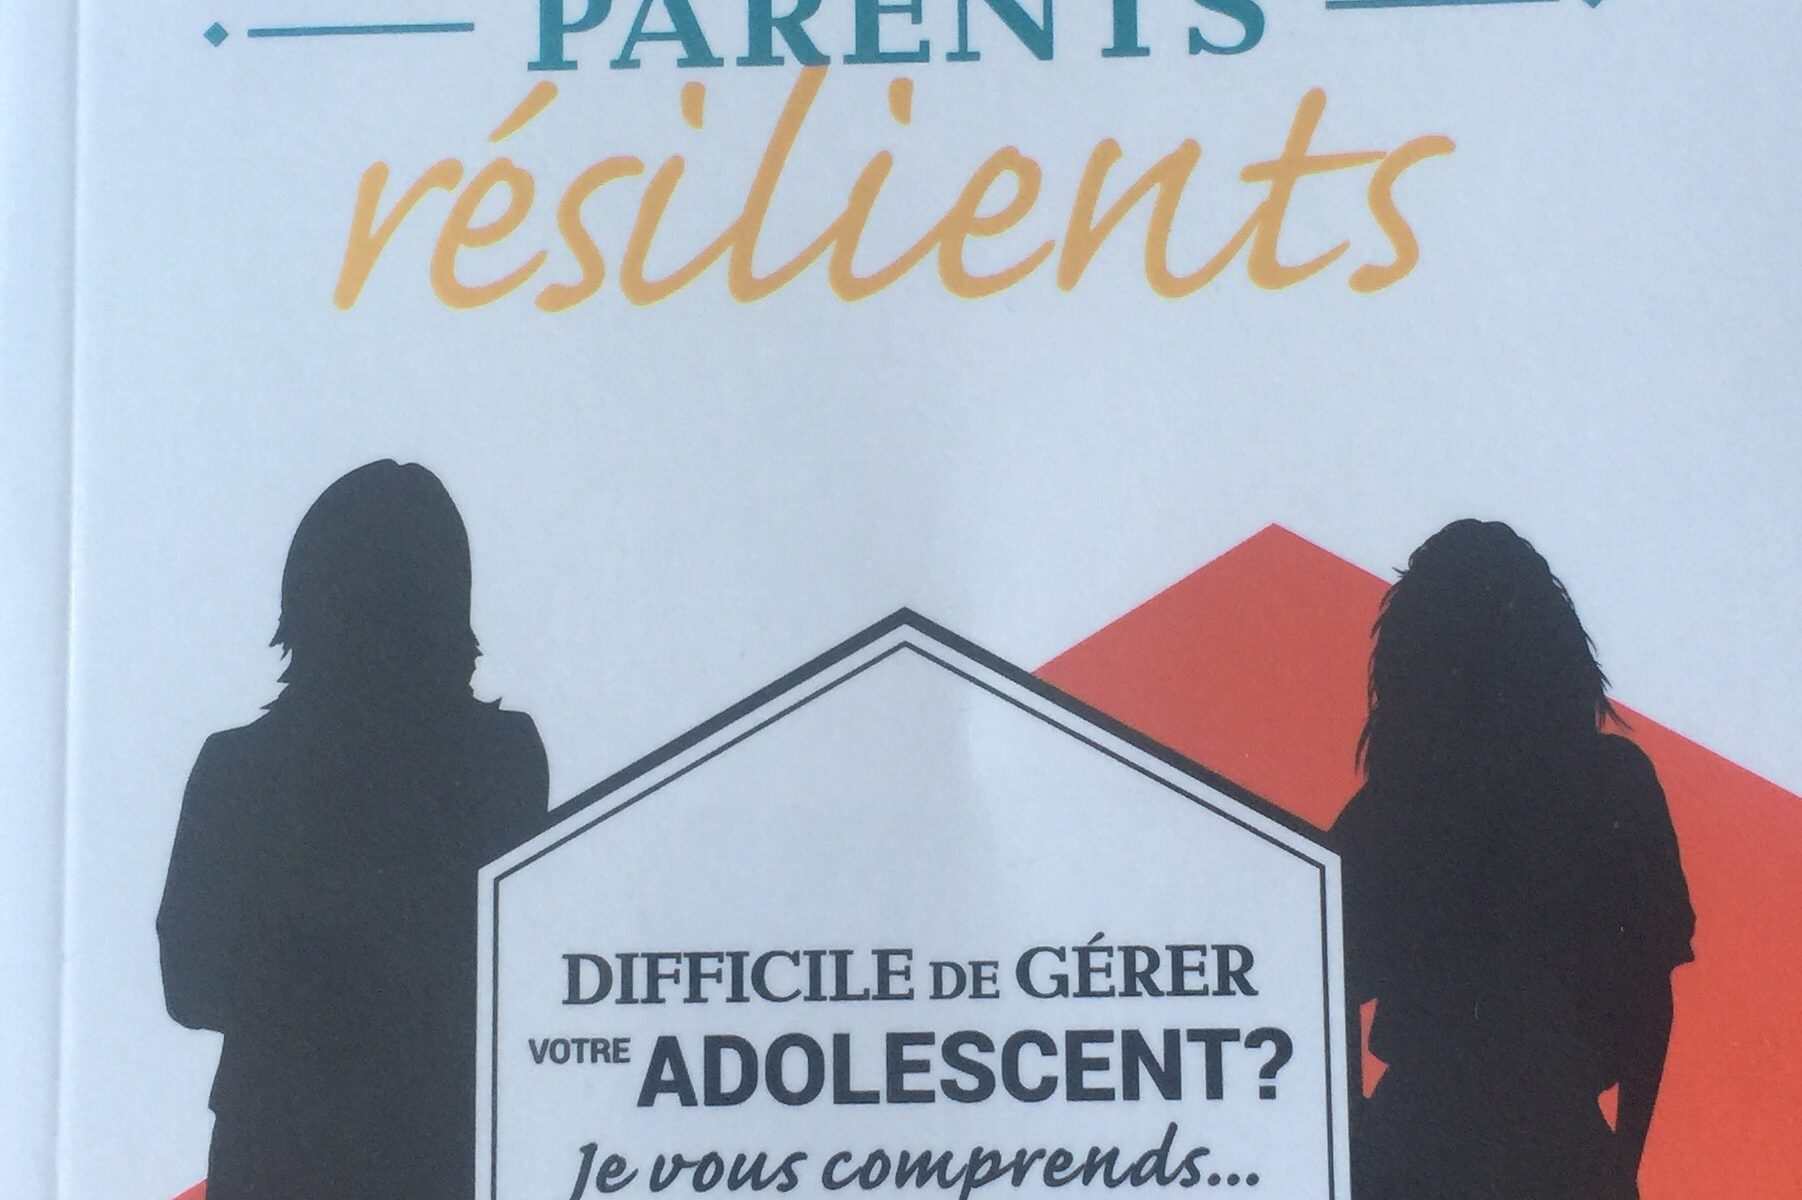 PARENTS
résilients
DIFFICILE DE GÉRER
VOTRE ADOLESCENT?
Je vous comprends...